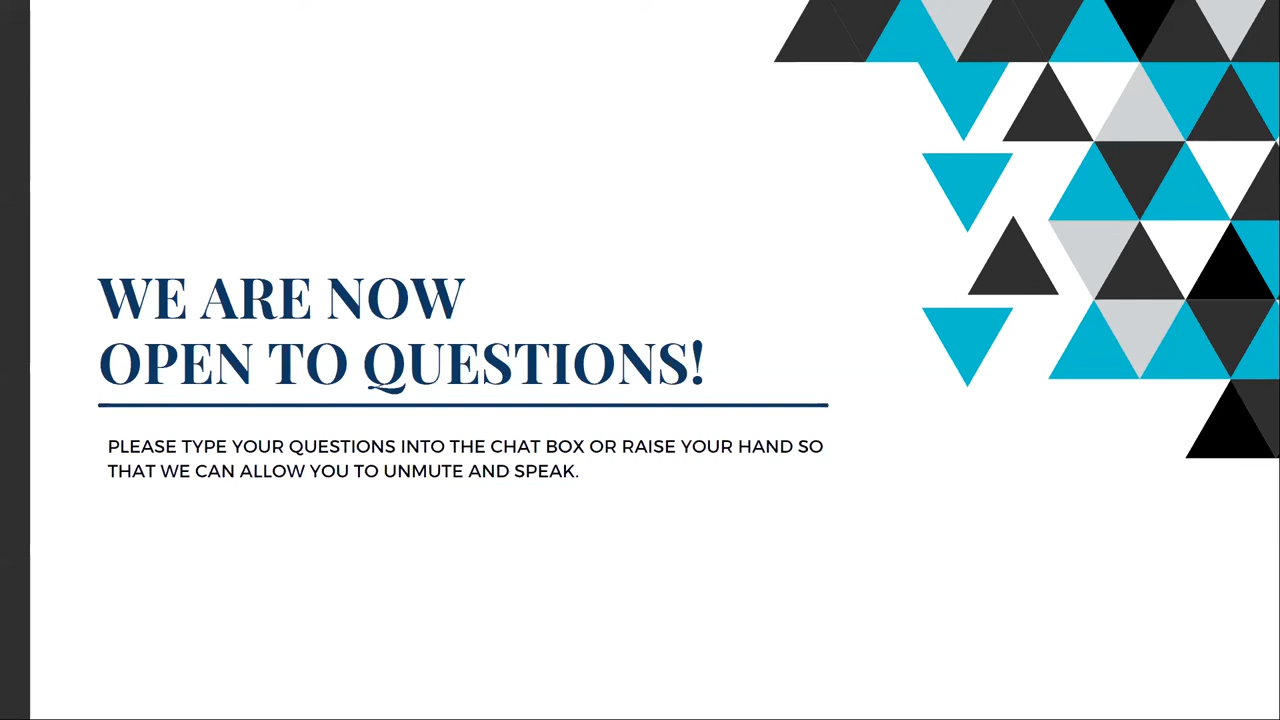 WE ARE NOW
OPEN TO QUESTIONS!
PLEASE TYPE YOUR QUESTIONS INTO THE CHAT BOX OR RAISE YOUR HAND SO
THAT WE CAN ALLOW YOU TO UNMUTE AND SPEAK.